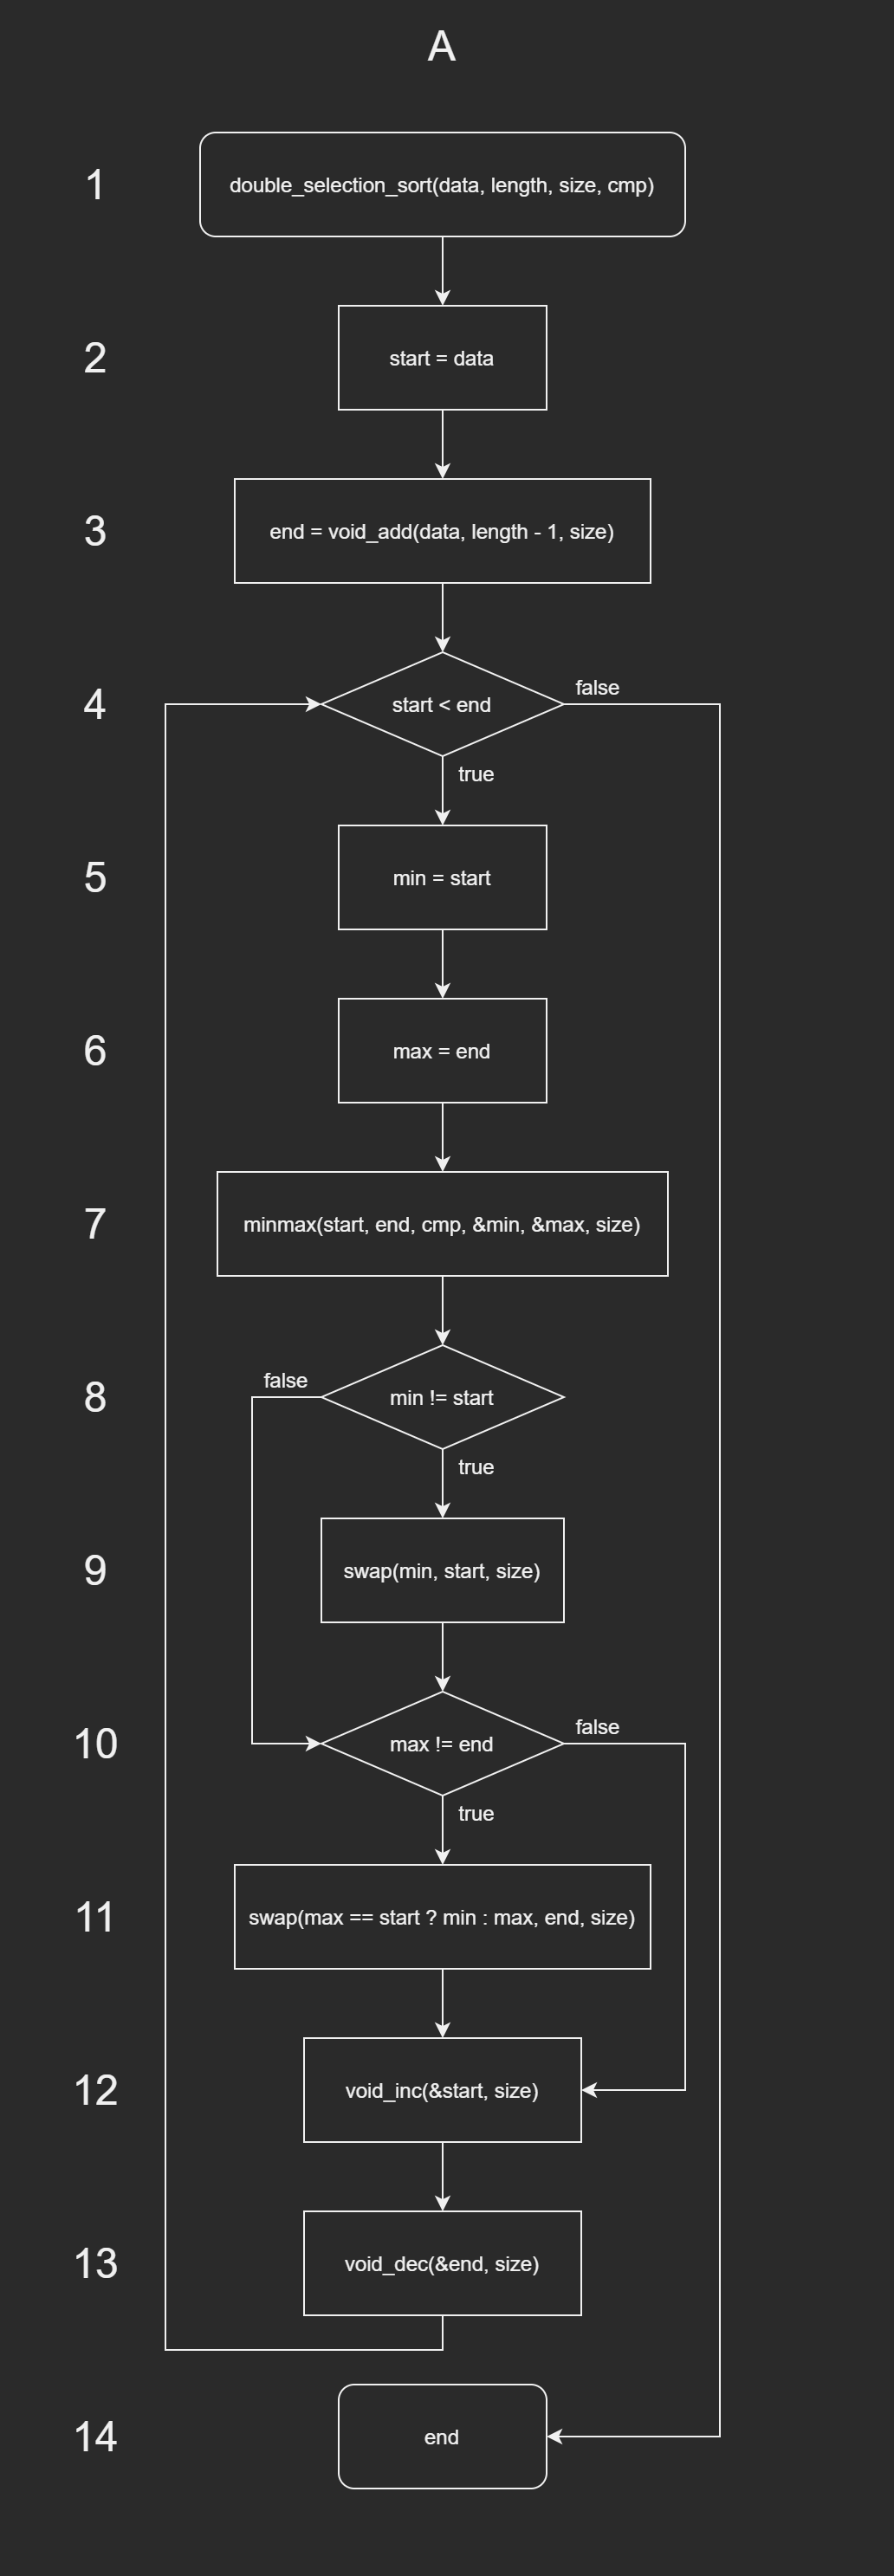 A
1
double_selection_sort(data, length, size, cmp)
2
start = data
3
end = void_add(data, length - 1, size)
4
start < end
false
true
5
min = start
6
max = end
7
minmax(start, end, cmp, &min, &max, size)
8
false
min != start
true
9
swap(min, start, size)
10
max != end
false
true
11
swap(max == start ? min : max, end, size)
12
void_inc(&start, size)
13
void_dec(&end, size)
14
end